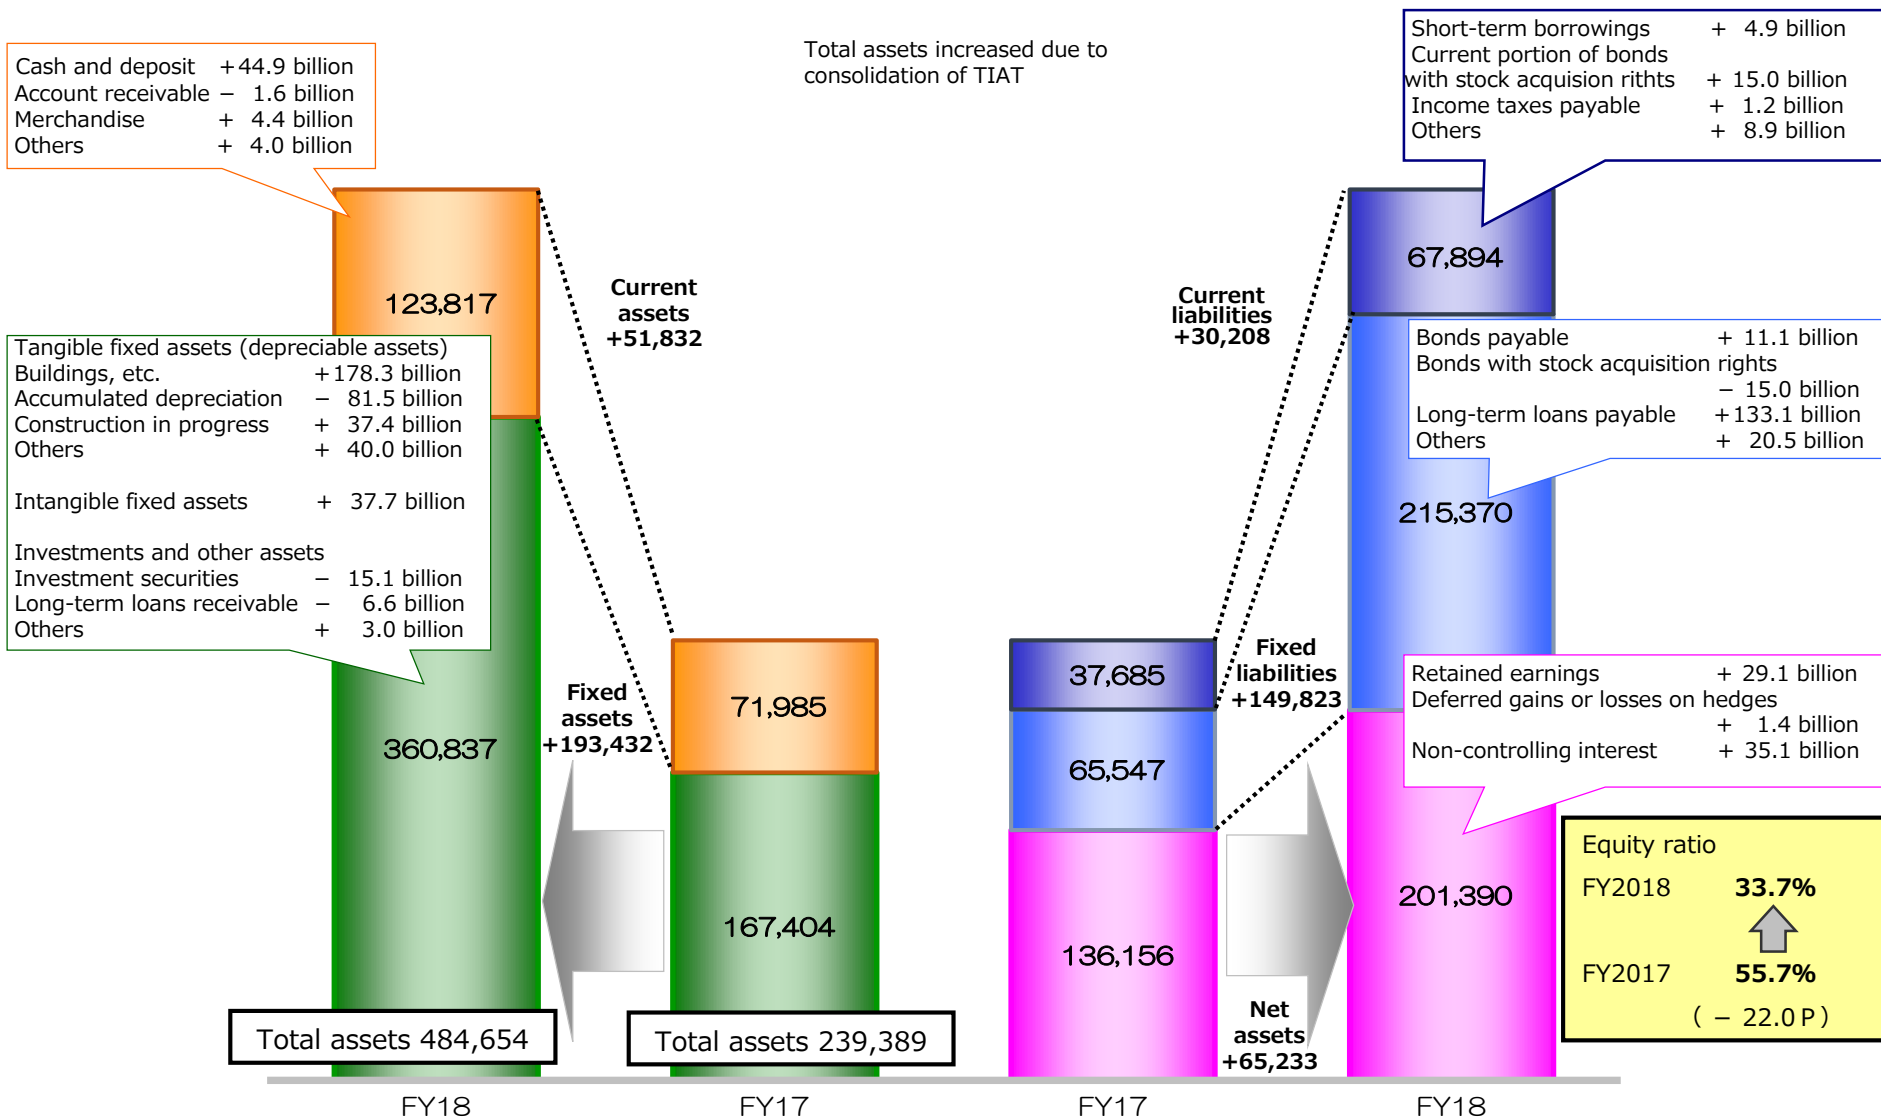 Total assets increased due to
consolidation of TIAT
Cash and deposit +44.9 billion
Account receivable − 1.6 billion
Merchandise + 4.4 billion
Others + 4.0 billion
123,817
Tangible fixed assets (depreciable assets)
Buildings, etc. +178.3 billion
Accumulated depreciation − 81.5 billion
Construction in progress + 37.4 billion
Others + 40.0 billion
Intangible fixed assets + 37.7 billion
Investments and other assets
Investment securities − 15.1 billion
Long-term loans receivable − 6.6 billion
Others + 3.0 billion
360,837
Total assets 484,654
FY18
Current
assets
+51,832
Fixed
assets
+193,432
71,985
167,404
Total assets 239,389
FY17
37,685
65,547
136,156
FY17
Current
liabilities
+30,208
Fixed
liabilities
+149,823
Net
assets
+65,233
Short-term borrowings + 4.9 billion
Current portion of bonds
with stock acquision rithts + 15.0 billion
Income taxes payable + 1.2 billion
Others + 8.9 billion
67,894
Bonds payable + 11.1 billion
Bonds with stock acquisition rights
− 15.0 billion
Long-term loans payable +133.1 billion
Others + 20.5 billion
215,370
Retained earnings + 29.1 billion
Deferred gains or losses on hedges
+ 1.4 billion
Non-controlling interest + 35.1 billion
201,390
FY18
Equity ratio
FY2018 33.7%
FY2017 55.7%
( − 22.0 P )